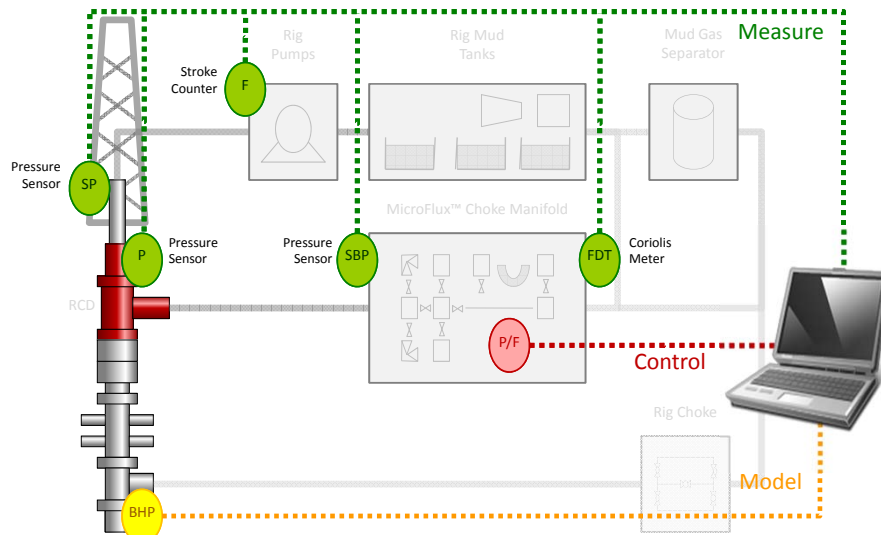 Measure
Rig
Pumps
Rig Mud
Tanks
Mud Gas
Separator
Stroke
Counter
F
Pressure
Sensor
SP
MicroFlux™ Choke Manifold
P
Pressure
Sensor
Pressure
Sensor
SBP
FDT
Coriolis
Meter
RCD
P/F
Control
Rig Choke
Model
BHP